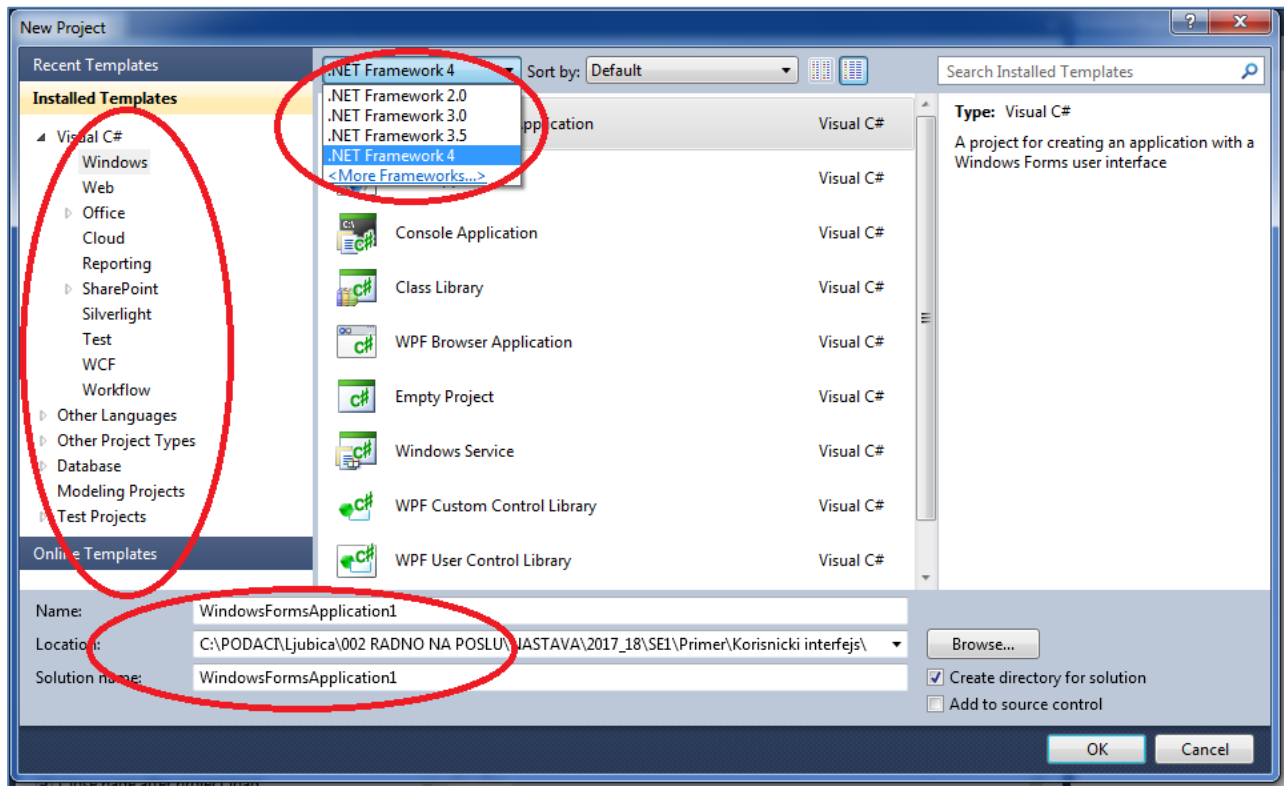 New Project
Recent Templates
Installed Templates
Visual C#
Windows
Web
Office
Cloud
Reporting
SharePoint
Silverlight
Test
WCF
Workflow
Other Languages
Other Project Types
Database
Modeling Projects
Test Projects
Online Templates
.NET Framework 4
Sort by: Default
.NET Framework 2.0
.NET Framework 3.0
.NET Framework 3.5
.NET Framework 4
<More Frameworks...>
Visual C#
Visual C#
Console Application Visual C#
Class Library Visual C#
WPF Browser Application Visual C#
Empty Project Visual C#
Windows Service Visual C#
WPF Custom Control Library Visual C#
WPF User Control Library Visual C#
Search Installed Templates
Type: Visual C#
A project for creating an application with a
Windows Forms user interface
Name: WindowsFormsApplication1
Location: C:\PODACI\Ljubica\002 RADNO NA POSLU\NASTAVA\2017_18\SE1\Primer\Korisnicki interfejs\
Browse...
Solution name: WindowsFormsApplication1
Create directory for solution
Add to source control
OK Cancel